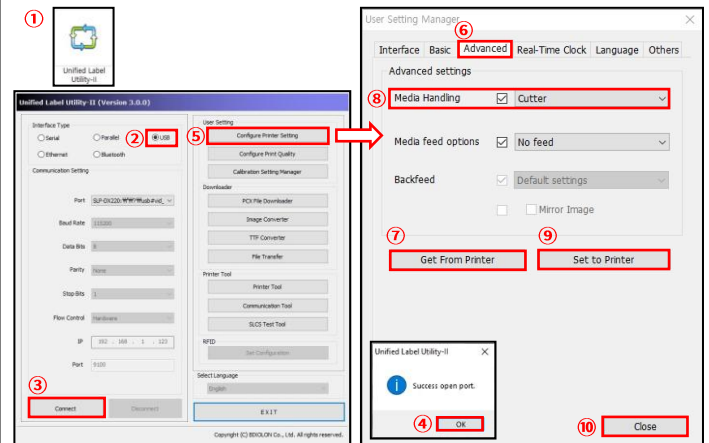 ①
Unified Label
Utility-II
Unified Label Utility-II (Version 3.0.0)
Interface Type
Serial
Parallel
② USB
Ethernet
Bluetooth
Communication Setting
Port
Baud Rate 115200
Data Bits 8
Parity None
Stop Bits 1
Flow Control Hardware
IP 192 . 168 . 1 . 123
Port 9100
③
Connect
Disconnect
User Setting
⑤ Configure Printer Setting
Configure Print Quality
Calibration Setting Manager
Downloader
PCX File Downloader
Image Converter
TTF Converter
File Transfer
Printer Tool
Printer Tool
Communication Tool
SLCS Test Tool
RFID
Set Configuration
Select Language
English
EXIT
Copyright (C) BIXOLON Co., Ltd. All rights reserved.
User Setting Manager
⑥
Interface Basic Advanced Real-Time Clock Language Others
Advanced settings
⑧ Media Handling Cutter
Media feed options No feed
Backfeed Default settings
Mirror Image
⑦ ⑨
Get From Printer Set to Printer
Unified Label Utility-II
Success open port.
④ OK
⑩ Close